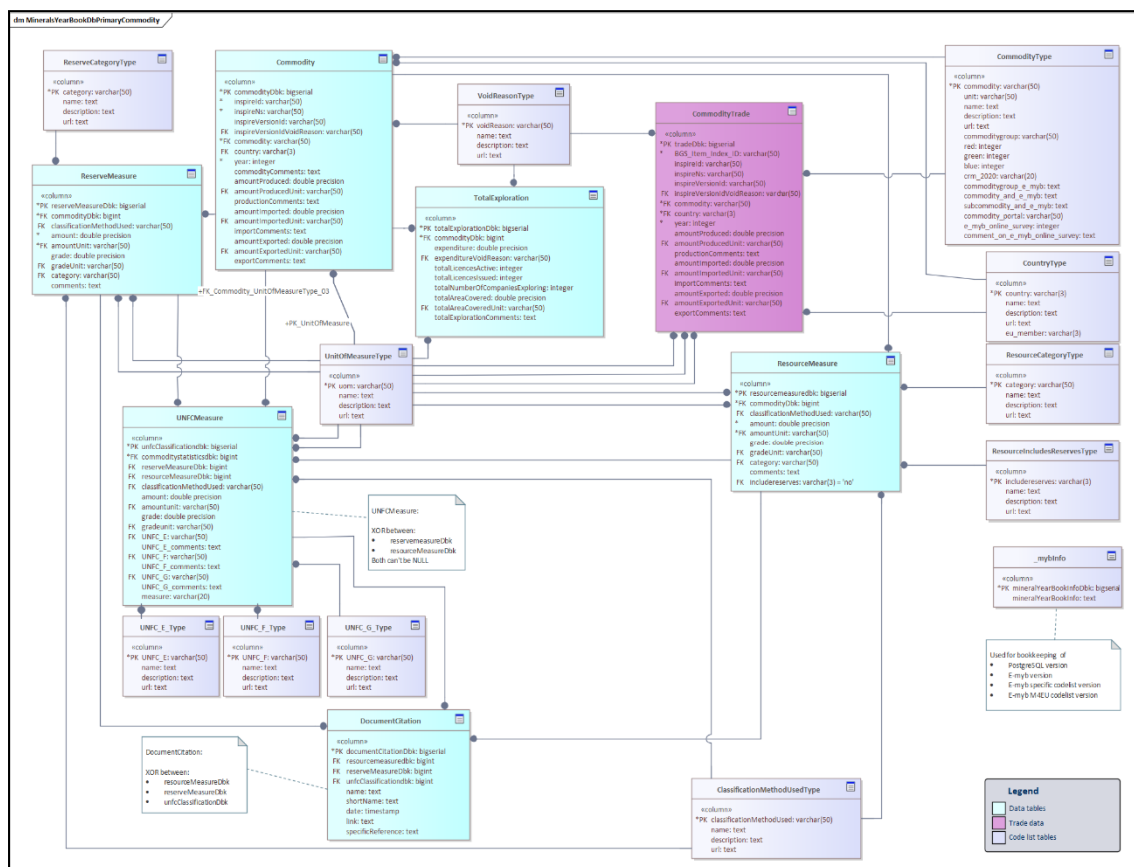 dm MineralsYearBookDbPrimaryCommodity
ReserveCategoryType
«column»
*PK category: varchar(50)
name: text
description: text
url: text
Commodity
«column»
*PK commodityDbk: bigserial
* inspireId: varchar(50)
* inspireNs: varchar(50)
inspireVersionId: varchar(50)
FK inspireVersionIdVoidReason: varchar(50)
*FK commodity: varchar(50)
*FK country: varchar(3)
* year: integer
commodityComments: text
amountProduced: double precision
FK amountProducedUnit: varchar(50)
productionComments: text
amountImported: double precision
FK amountImportedUnit: varchar(50)
importComments: text
amountExported: double precision
FK amountExportedUnit: varchar(50)
exportComments: text
VoidReasonType
«column»
*PK voidReason: varchar(50)
name: text
description: text
url: text
CommodityTrade
«column»
*PK tradeDbk: bigserial
* BGS_Item_Index_ID: varchar(50)
inspireId: varchar(50)
inspireNs: varchar(50)
inspireVersionId: varchar(50)
FK inspireVersionIdVoidReason: varchar(50)
*FK commodity: varchar(50)
*FK country: varchar(3)
* year: integer
amountProduced: double precision
FK amountProducedUnit: varchar(50)
productionComments: text
amountImported: double precision
FK amountImportedUnit: varchar(50)
importComments: text
amountExported: double precision
FK amountExportedUnit: varchar(50)
exportComments: text
CommodityType
«column»
*PK commodity: varchar(50)
unit: varchar(50)
name: text
description: text
url: text
commoditygroup: varchar(50)
red: integer
green: integer
blue: integer
crm_2020: varchar(20)
commoditygroup_e_myb: text
commodity_and_e_myb: text
subcommodity_and_e_myb: text
commodity_portal: varchar(50)
e_myb_online_survey: integer
comment_on_e_myb_online_survey: text
ReserveMeasure
«column»
*PK reserveMeasureDbk: bigserial
*FK commodityDbk: bigint
FK classificationMethodUsed: varchar(50)
* amount: double precision
*FK amountUnit: varchar(50)
grade: double precision
FK gradeUnit: varchar(50)
FK category: varchar(50)
comments: text
TotalExploration
«column»
*PK totalExplorationDbk: bigserial
*FK commodityDbk: bigint
expenditure: double precision
FK expenditureVoidReason: varchar(50)
totalLicencesActive: integer
totalLicencesIssued: integer
totalNumberOfCompaniesExploring: integer
totalAreaCovered: double precision
FK totalAreaCoveredUnit: varchar(50)
totalExplorationComments: text
CountryType
«column»
*PK country: varchar(3)
name: text
description: text
url: text
eu_member: varchar(3)
+FK_Commodity_UnitOfMeasureType_03
+PK_UnitOfMeasure
UnitOfMeasureType
«column»
*PK uom: varchar(50)
name: text
description: text
url: text
ResourceMeasure
«column»
*PK resourcemeasuredbk: bigserial
*FK commodityDbk: bigint
FK classificationMethodUsed: varchar(50)
* amount: double precision
*FK amountUnit: varchar(50)
grade: double precision
FK gradeUnit: varchar(50)
FK category: varchar(50)
comments: text
FK includereserves: varchar(3) = 'no'
ResourceCategoryType
«column»
*PK category: varchar(50)
name: text
description: text
url: text
UNFCMeasure
«column»
*PK unfcClassificationdbk: bigserial
*FK commoditystatisticsdbk: bigint
FK reserveMeasureDbk: bigint
FK resourceMeasureDbk: bigint
FK classificationMethodUsed: varchar(50)
amount: double precision
FK amountunit: varchar(50)
grade: double precision
FK gradeunit: varchar(50)
FK UNFC_E: varchar(50)
UNFC_E_comments: text
FK UNFC_F: varchar(50)
UNFC_F_comments: text
FK UNFC_G: varchar(50)
UNFC_G_comments: text
measure: varchar(20)
UNFCMeasure:
XOR between:
• reservemeasureDbk
• resourceMeasureDbk
Both can't be NULL
ResourceIncludesReservesType
«column»
*PK includereserves: varchar(3)
name: text
description: text
url: text
_mybInfo
«column»
*PK mineralYearBookInfoDbk: bigserial
mineralYearBookInfo: text
UNFC_E_Type
«column»
*PK UNFC_E: varchar(50)
name: text
description: text
url: text
UNFC_F_Type
«column»
*PK UNFC_F: varchar(50)
name: text
description: text
url: text
UNFC_G_Type
«column»
*PK UNFC_G: varchar(50)
name: text
description: text
url: text
Used for bookkeeping of
• PostgreSQL version
• E-myb version
• E-myb specific codelist version
• E-myb M4EU codelist version
DocumentCitation:
XOR between:
• resourceMeasureDbk
• reserveMeasureDbk
• unfcClassificationDbk
DocumentCitation
«column»
*PK documentCitationDbk: bigserial
FK resourcemeasuredbk: bigint
FK reserveMeasureDbk: bigint
FK unfcClassificationdbk: bigint
name: text
shortName: text
date: timestamp
link: text
specificReference: text
ClassificationMethodUsedType
«column»
*PK classificationMethodUsed: varchar(50)
name: text
description: text
url: text
Legend
Data tables
Trade data
Code list tables